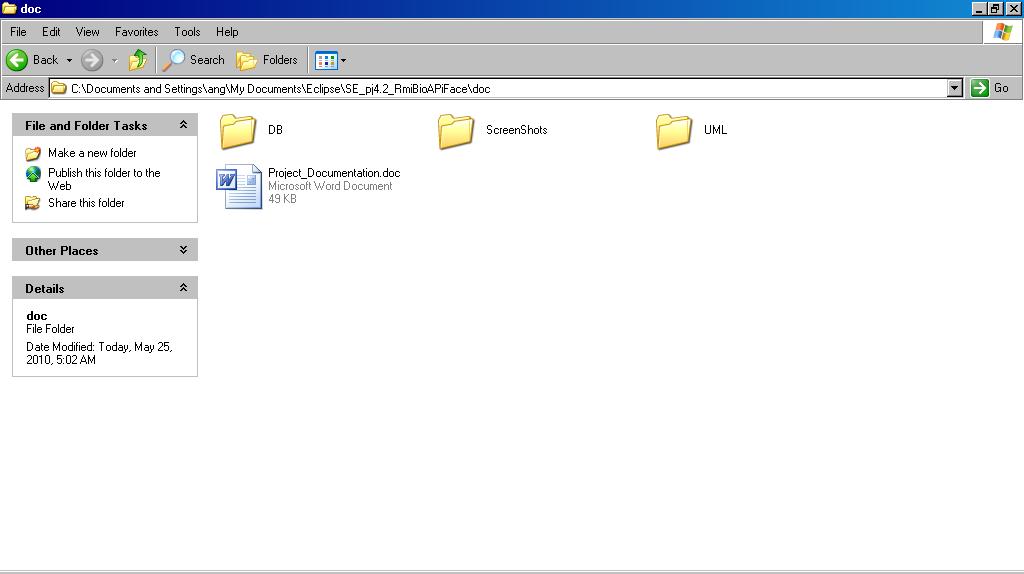 doc
File Edit View Favorites Tools Help
Back Search Folders
Address C:\Documents and Settings\ang\My Documents\Eclipse\SE_pj4.2_RmiBioAPiFace\doc Go
File and Folder Tasks
Make a new folder
Publish this folder to the
Web
Share this folder
Other Places
Details
doc
File Folder
Date Modified: Today, May 25,
2010, 5:02 AM
DB ScreenShots UML
W
Project_Documentation.doc
Microsoft Word Document
49 KB